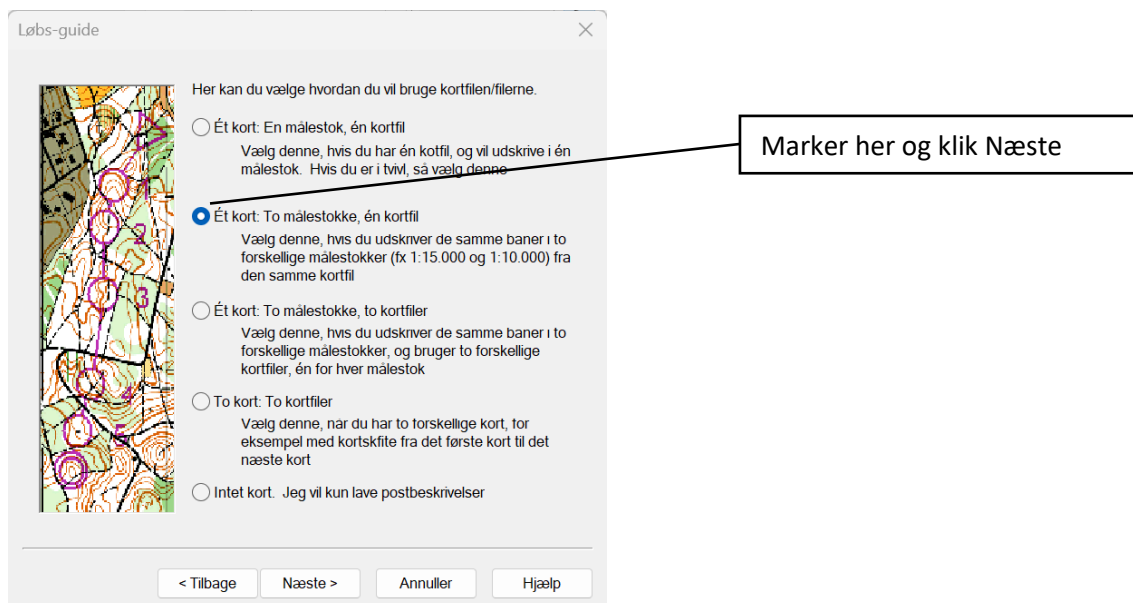 Løbs-guide
Her kan du vælge hvordan du vil bruge kortfilen/filerne.
Ét kort: En målestok, én kortfil
Vælg denne, hvis du har én kotfil, og vil udskrive i én
målestok. Hvis du er i tvivl, så vælg denne
Marker her og klik Næste
Ét kort: To målestokke, én kortfil
Vælg denne, hvis du udskriver de samme baner i to
forskellige målestokker (fx 1:15.000 og 1:10.000) fra
den samme kortfil
Ét kort: To målestokke, to kortfiler
Vælg denne, hvis du udskriver de samme baner i to
forskellige målestokker, og bruger to forskellige
kortfiler, én for hver målestok
To kort: To kortfiler
Vælg denne, når du har to forskellige kort, for
eksempel med kortskfite fra det første kort til det
næste kort
Intet kort. Jeg vil kun lave postbeskrivelser
1
2
3
4
5
< Tilbage
Næste >
Annuller
Hjælp